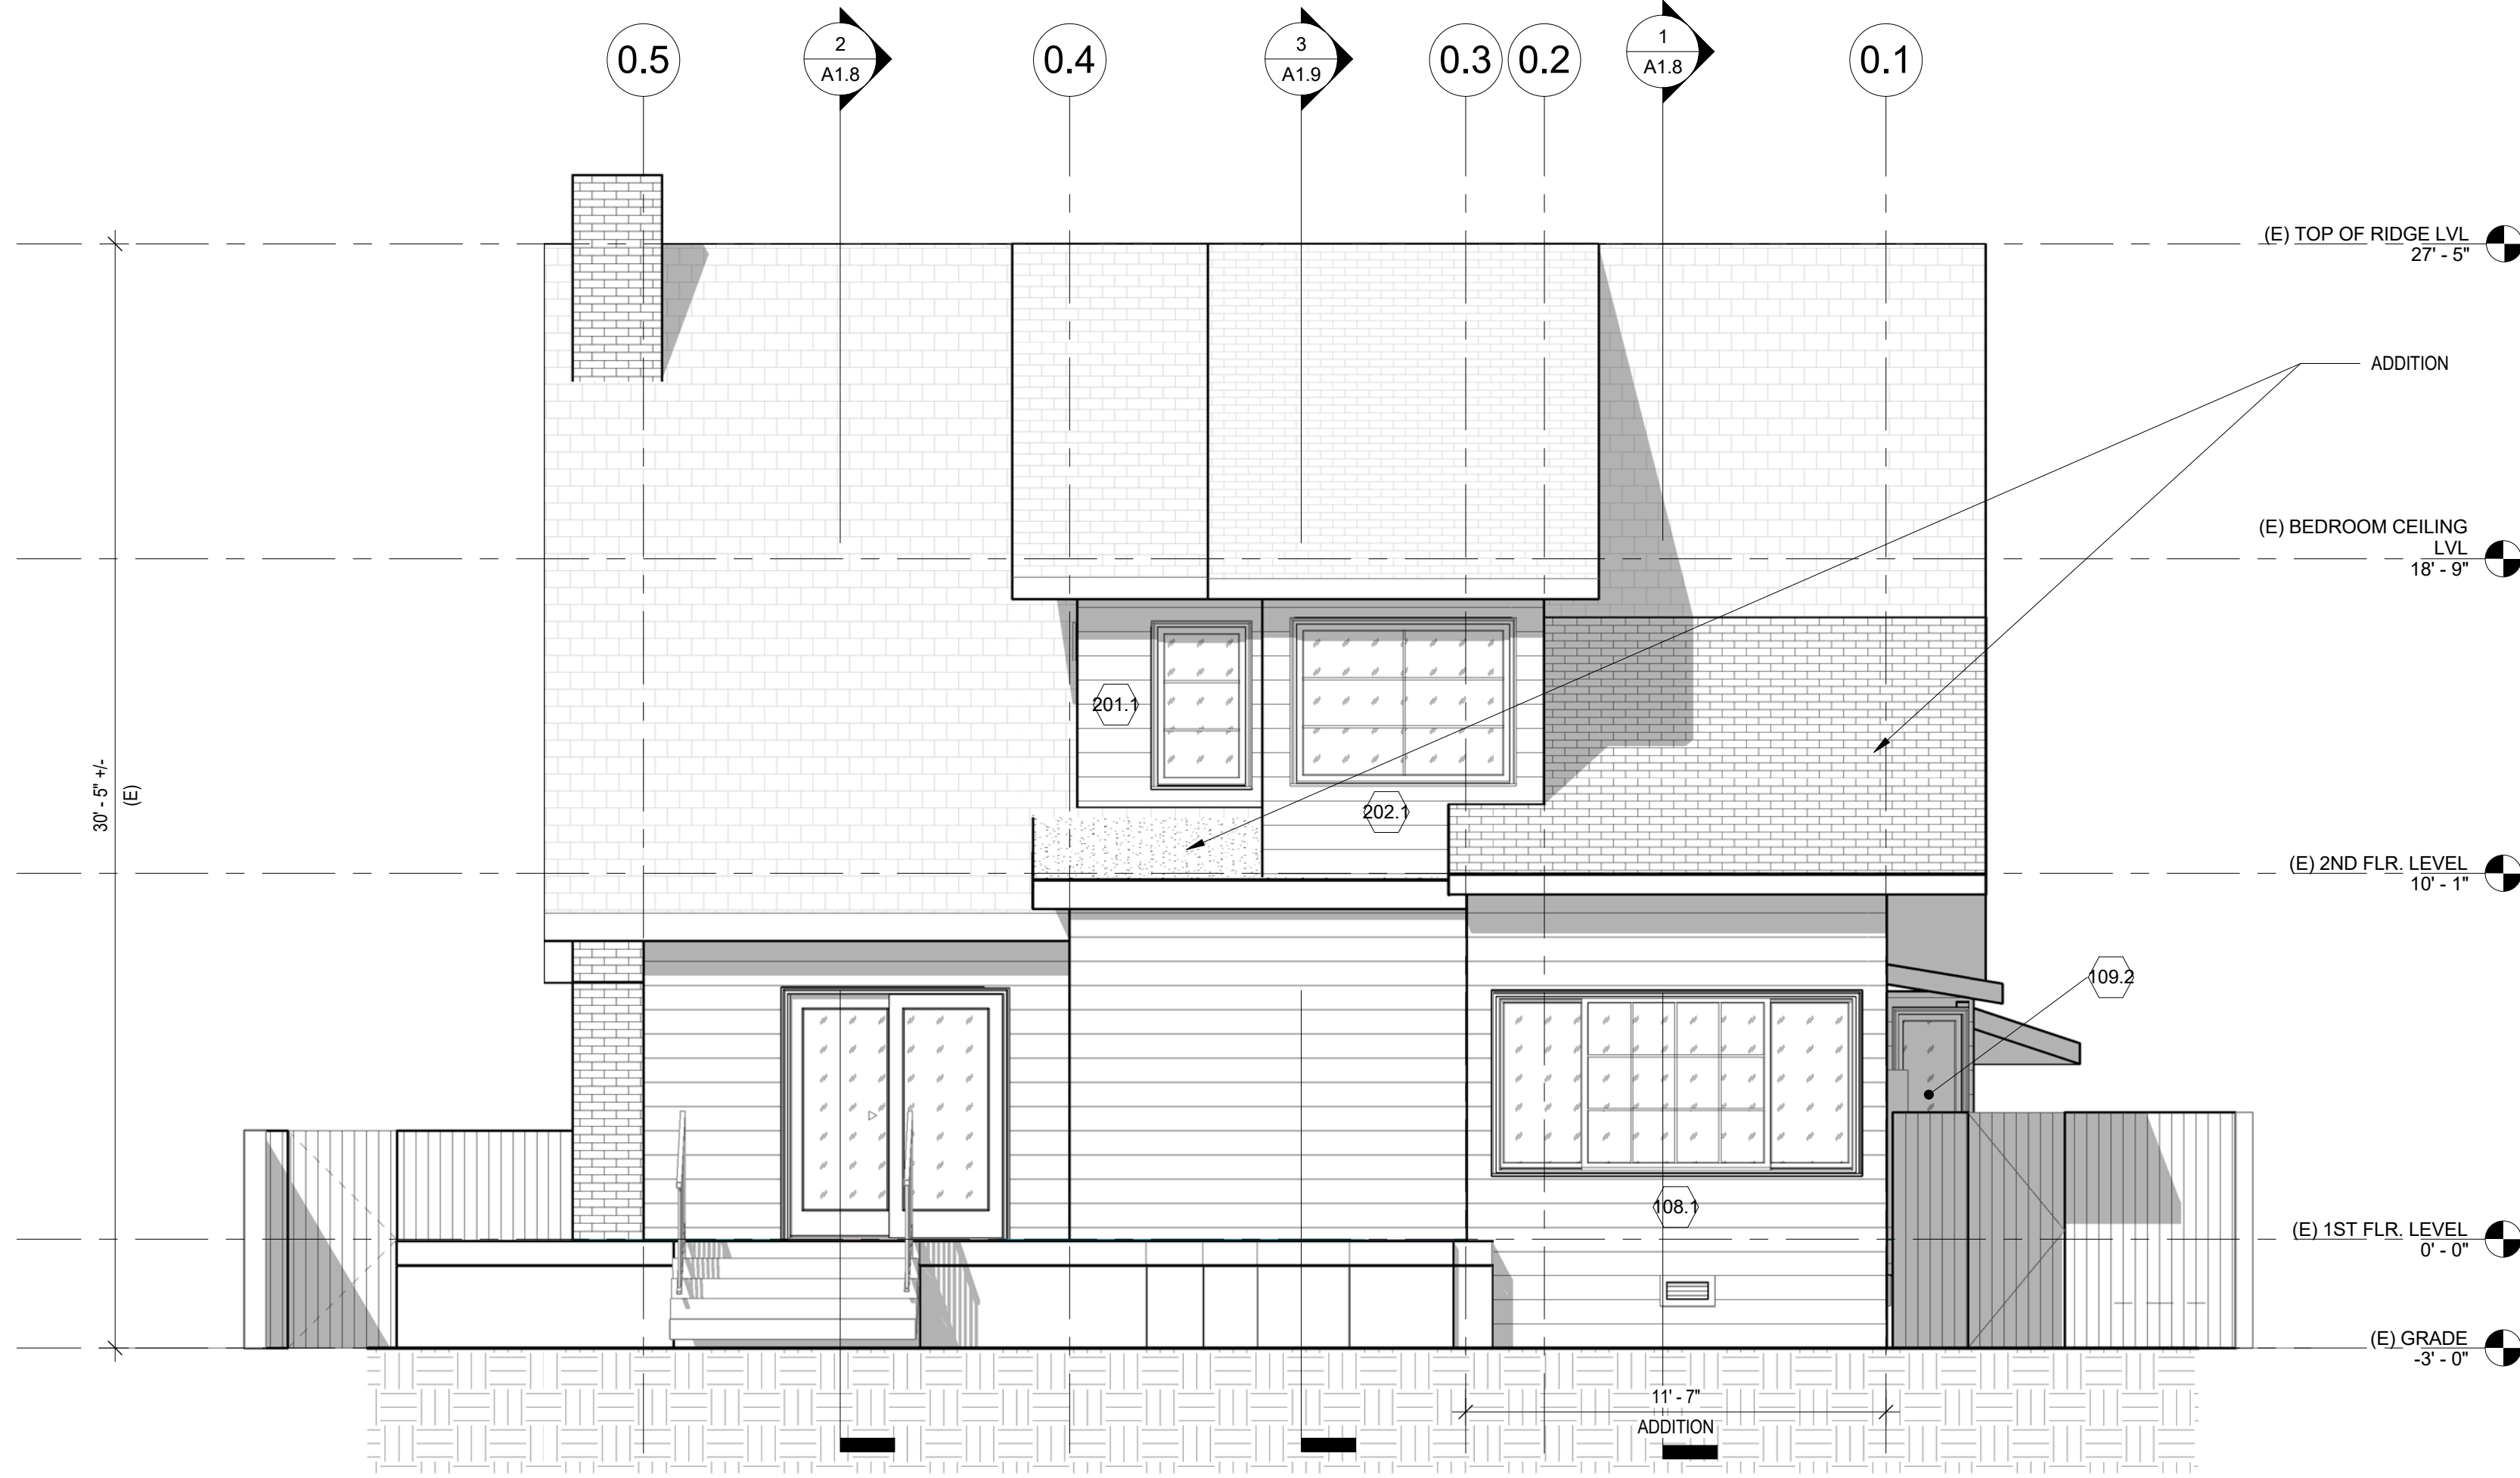 0.5
2
A1.8
0.4
3
A1.9
0.3
0.2
1
A1.8
0.1
(E) TOP OF RIDGE LVL
27' - 5"
ADDITION
(E) BEDROOM CEILING
LVL
18' - 9"
201.1
30' - 5" +/-
(E)
202.1
(E) 2ND FLR. LEVEL
10' - 1"
109.2
108.1
(E) 1ST FLR. LEVEL
0' - 0"
(E) GRADE
-3' - 0"
11' - 7"
ADDITION